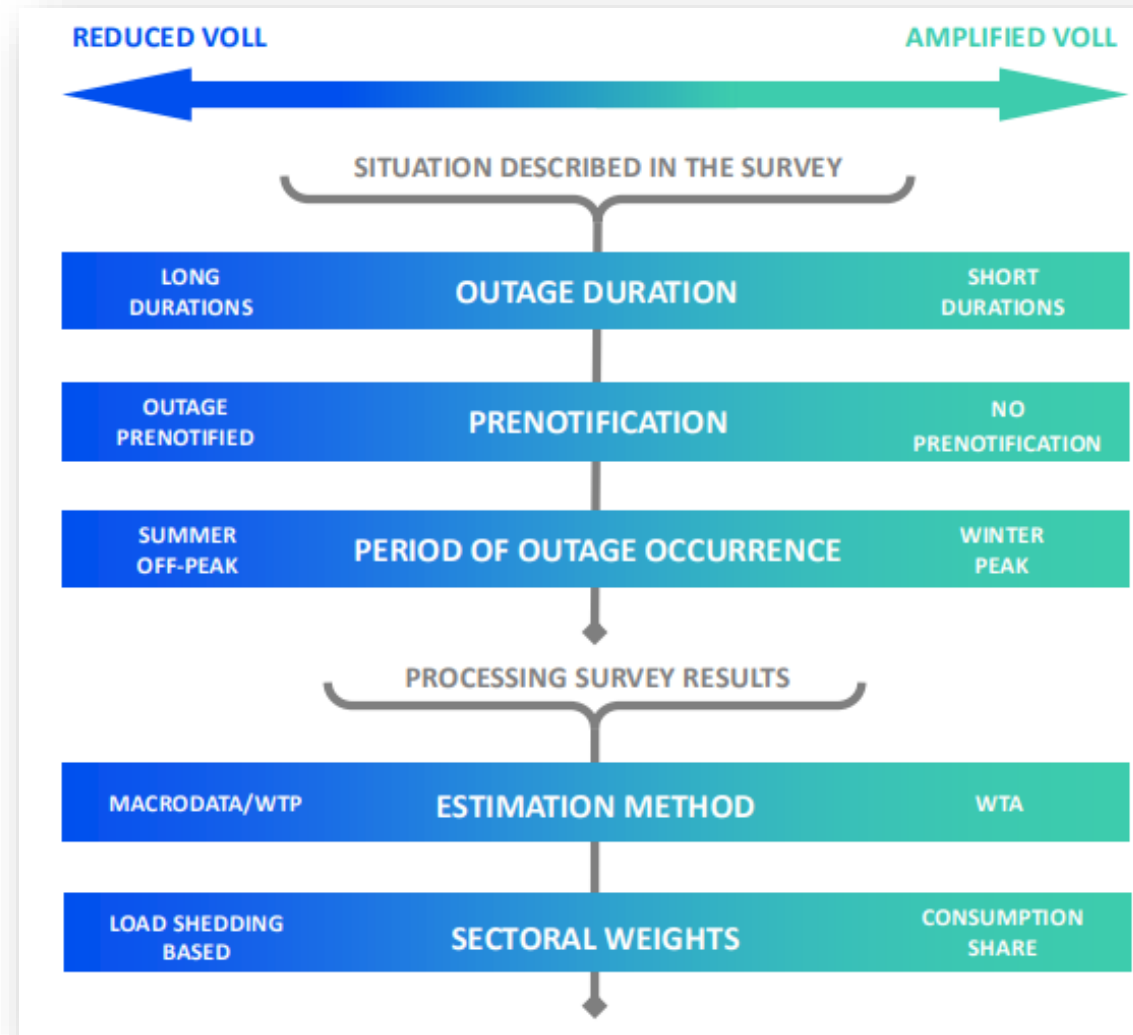 REDUCED VOLL
AMPLIFIED VOLL
SITUATION DESCRIBED IN THE SURVEY
LONG
DURATIONS
OUTAGE DURATION
SHORT
DURATIONS
OUTAGE
PRENOTIFIED
PRENOTIFICATION
NO
PRENOTIFICATION
SUMMER
OFF-PEAK
PERIOD OF OUTAGE OCCURRENCE
WINTER
PEAK
PROCESSING SURVEY RESULTS
MACRODATA/WTP
ESTIMATION METHOD
WTA
LOAD SHEDDING
BASED
SECTORAL WEIGHTS
CONSUMPTION
SHARE